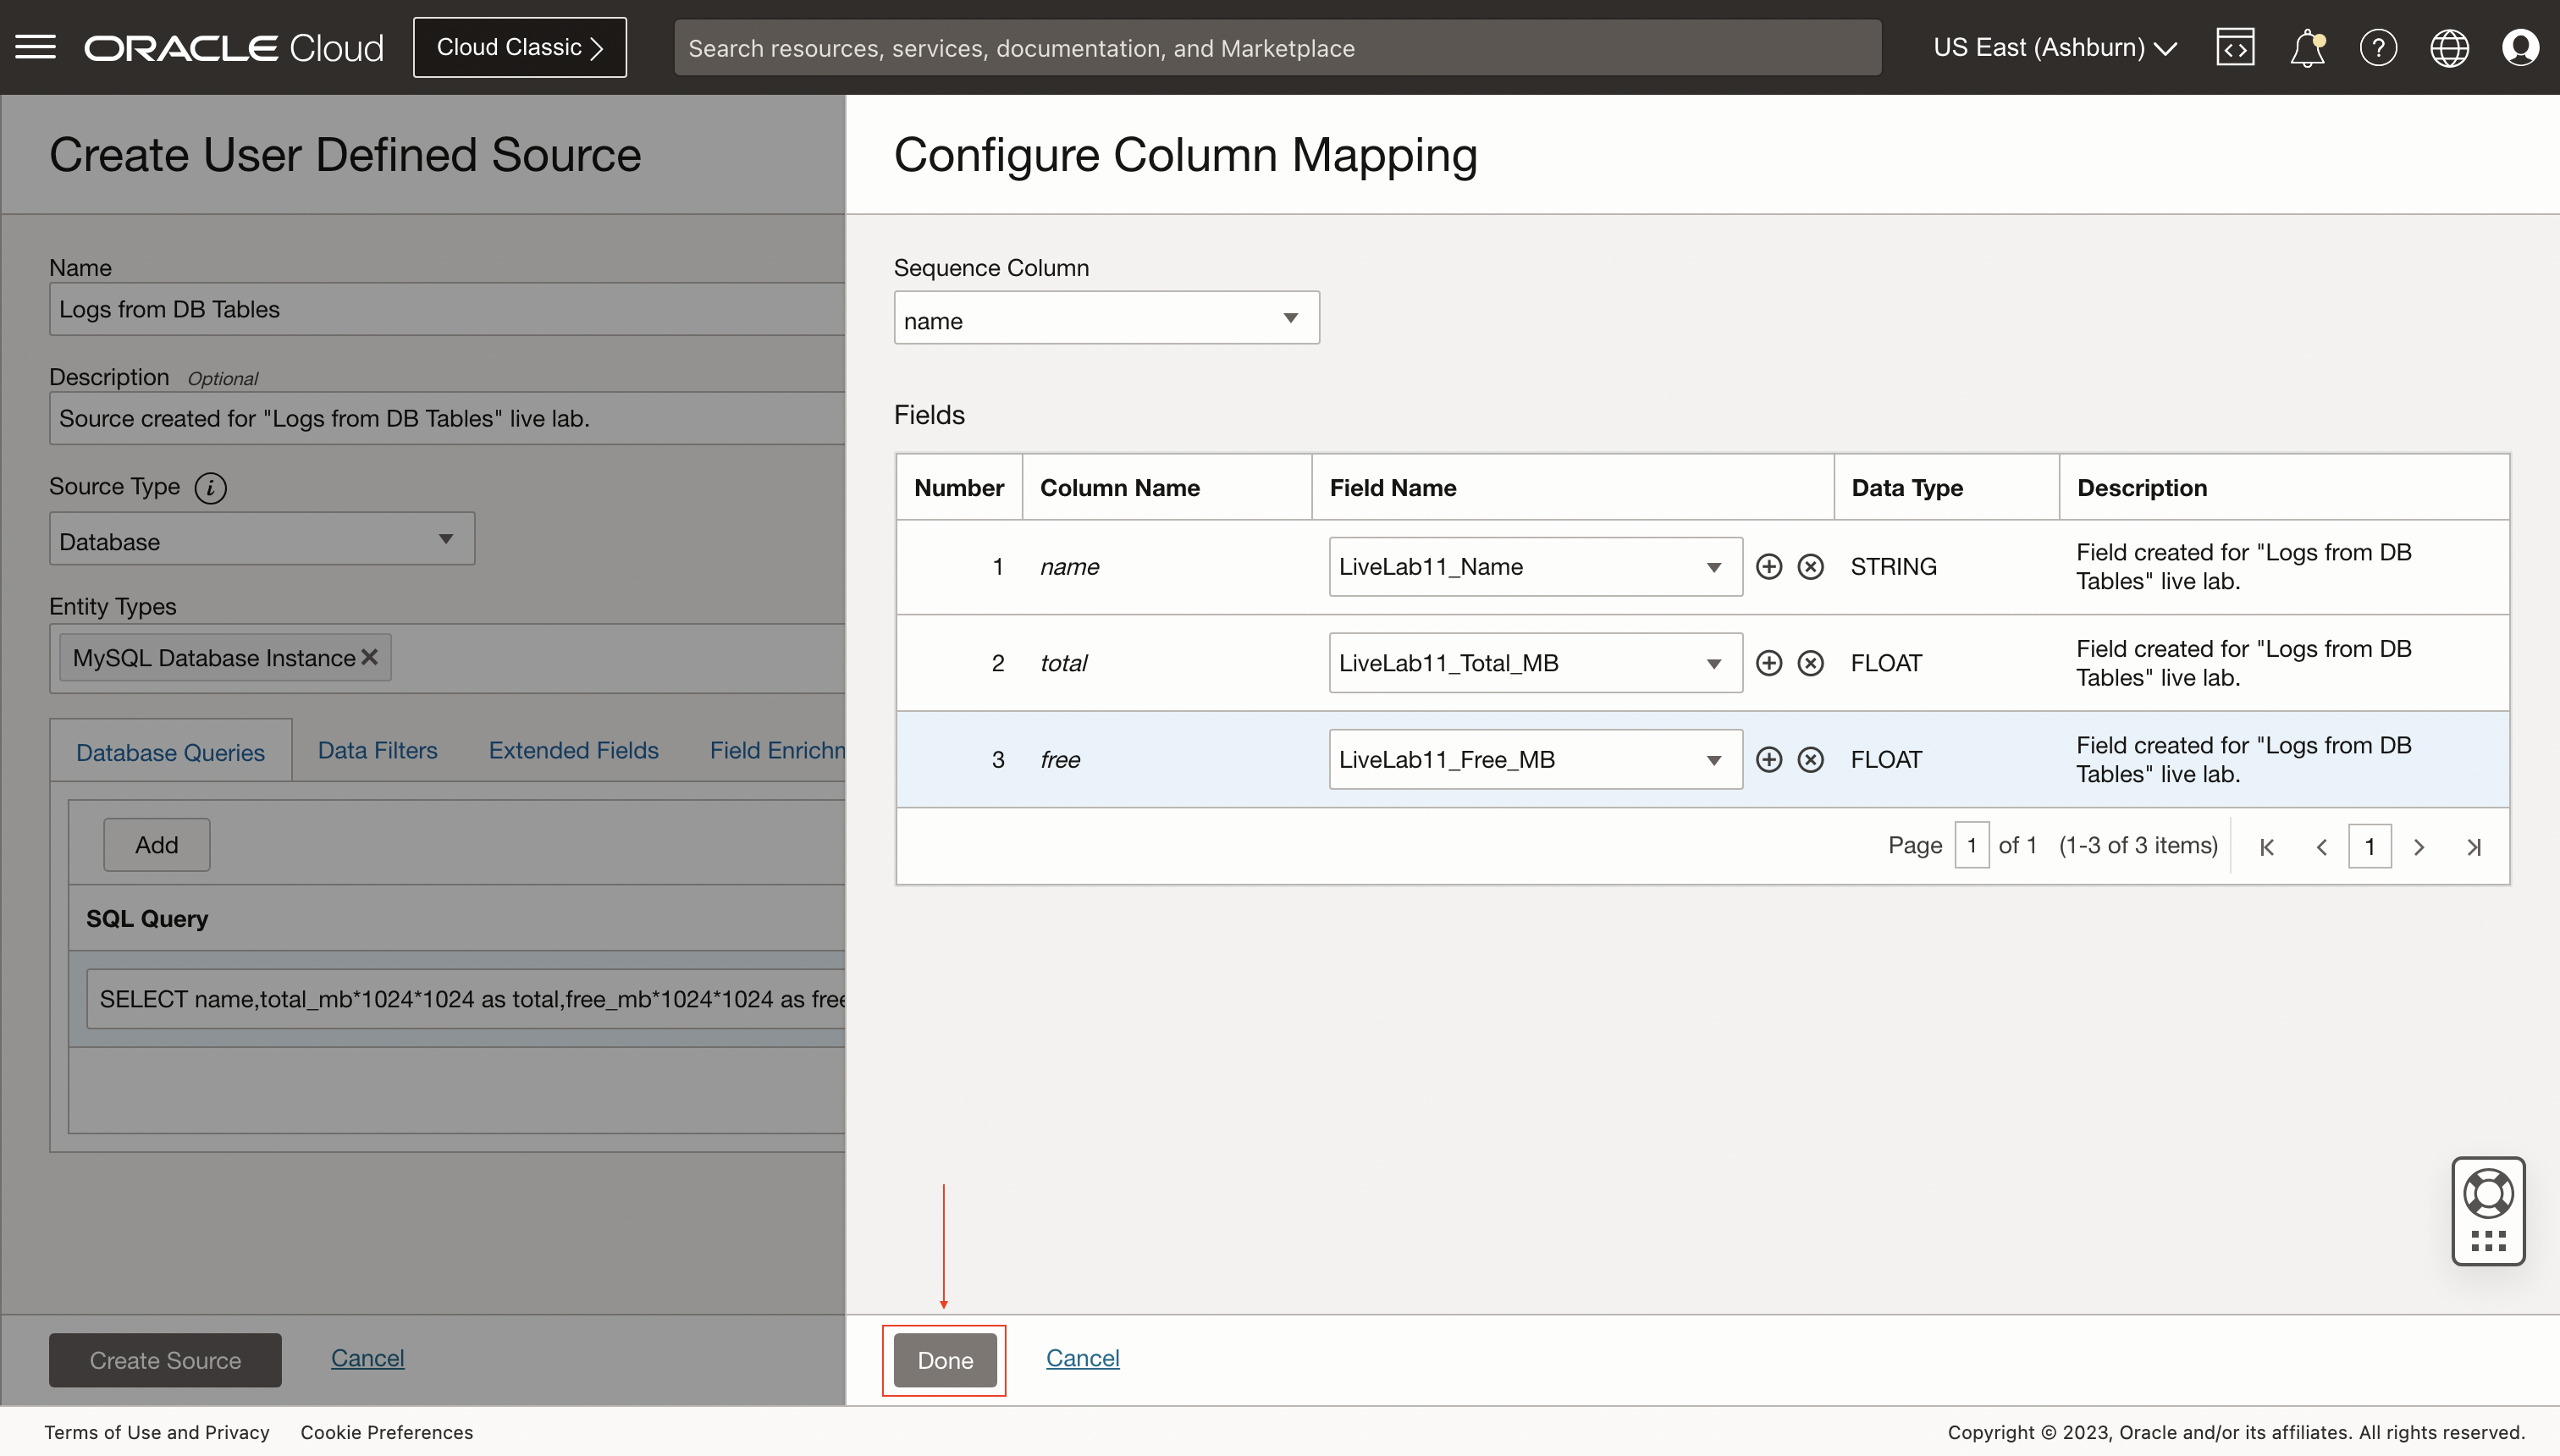 ORACLE Cloud
Cloud Classic
Search resources, services, documentation, and Marketplace
US East (Ashburn)
Create User Defined Source
Name
Logs from DB Tables
Description Optional
Source created for "Logs from DB Tables" live lab.
Source Type i
Database
Entity Types
MySQL Database Instance
Database Queries Data Filters Extended Fields Field Enrichm
Add
SQL Query
SELECT name,total_mb*1024*1024 as total,free_mb*1024*1024 as free
Create Source Cancel
Configure Column Mapping
Sequence Column
name
Fields
Number Column Name Field Name Data Type Description
1 name LiveLab11_Name STRING Field created for "Logs from DB
Tables" live lab.
2 total LiveLab11_Total_MB FLOAT Field created for "Logs from DB
Tables" live lab.
3 free LiveLab11_Free_MB FLOAT Field created for "Logs from DB
Tables" live lab.
Page 1 of 1 (1-3 of 3 items) 1
Done Cancel
Terms of Use and Privacy Cookie Preferences
Copyright © 2023, Oracle and/or its affiliates. All rights reserved.